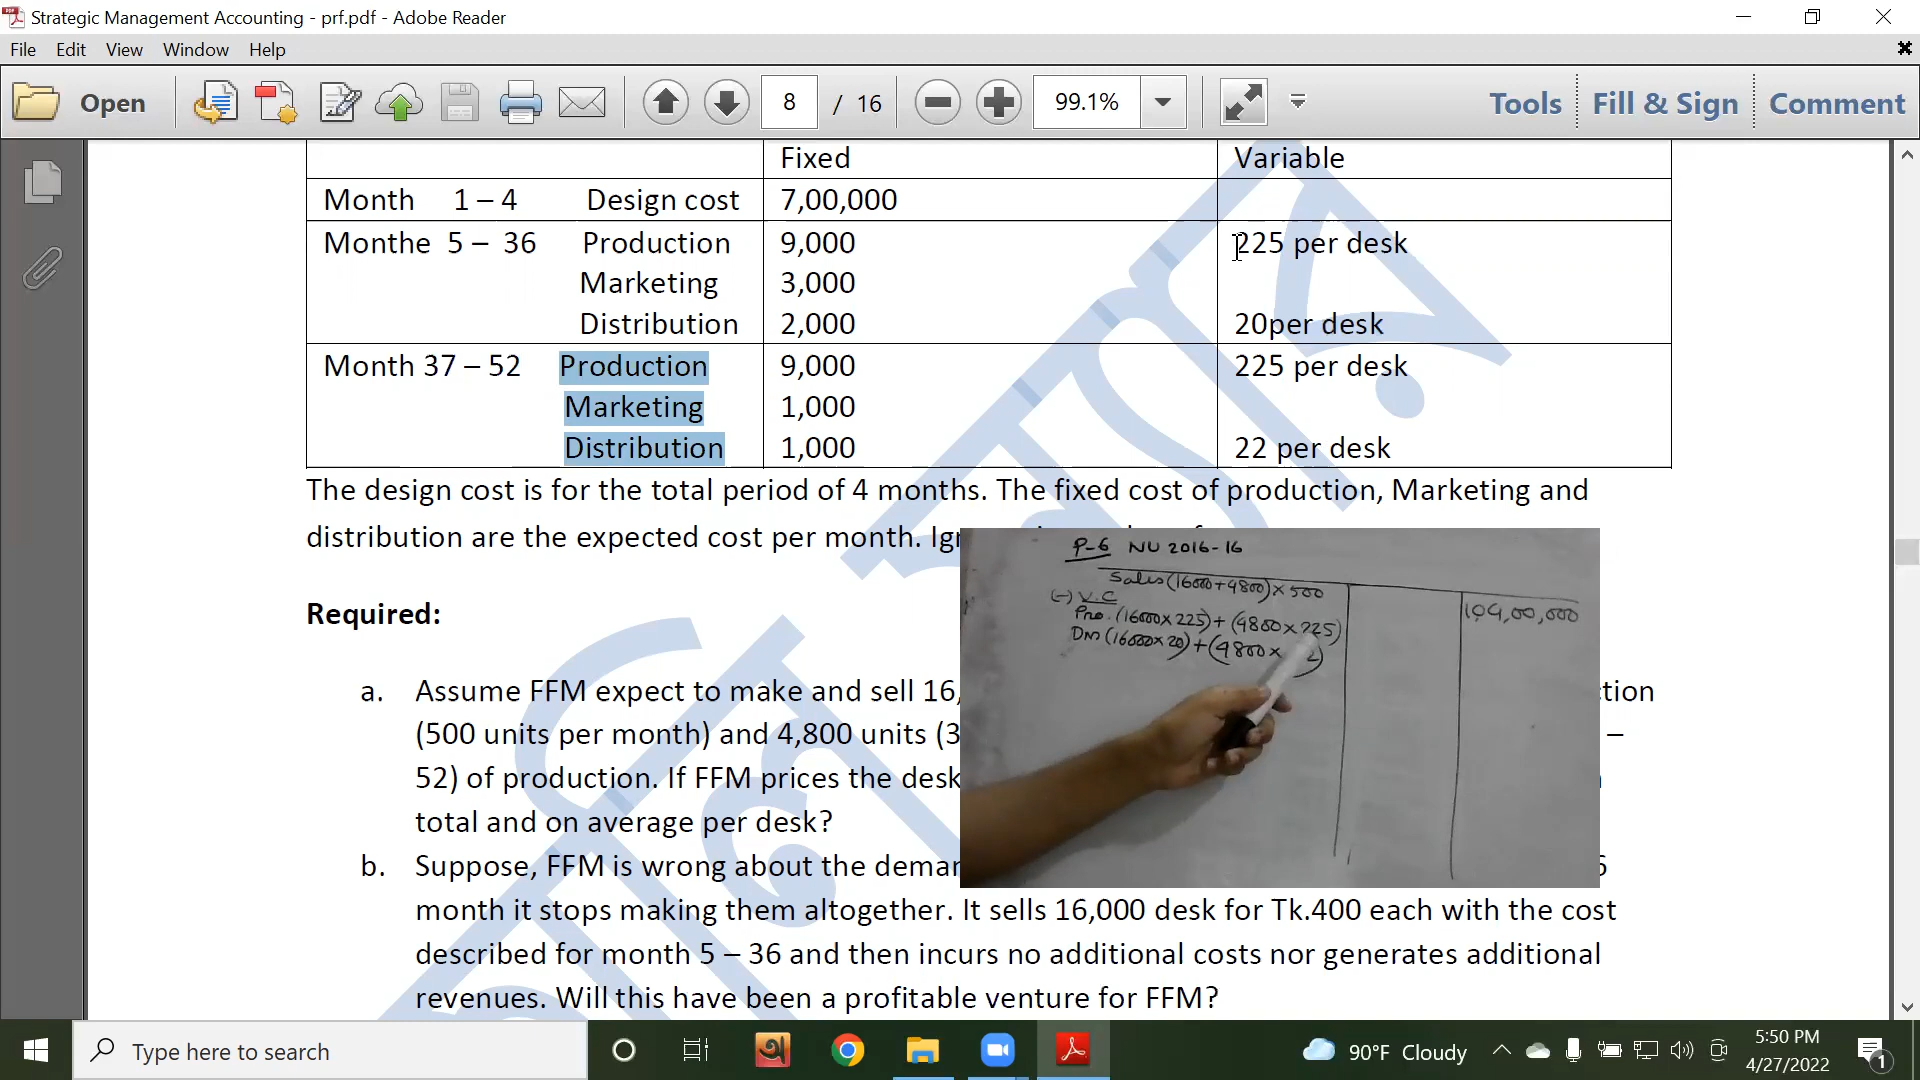 Strategic Management Accounting - prf.pdf - Adobe Reader
File Edit View Window Help
Open 8 / 16 99.1% Tools Fill & Sign Comment
Fixed Variable
Month 1 – 4 Design cost 7,00,000
Monthe 5 – 36 Production 9,000 225 per desk
Marketing 3,000
Distribution 2,000 20per desk
Month 37 – 52 Production 9,000 225 per desk
Marketing 1,000
Distribution 1,000 22 per desk
The design cost is for the total period of 4 months. The fixed cost of production, Marketing and
distribution are the expected cost per month.
Required:
a. Assume FFM expect to make and sell 16,
(500 units per month) and 4,800 units (3 –
52) of production. If FFM prices the desk
total and on average per desk?
b. Suppose, FFM is wrong about the
month it stops making them altogether. It sells 16,000 desk for Tk.400 each with the cost
described for month 5 – 36 and then incurs no additional costs nor generates additional
revenues. Will this have been a profitable venture for FFM?
P-6 NU 2016-16
Sales (16000+4800) × 500 1,04,00,000
(-) V.C
Pro. (16000×225) + (4800×225)
Dis (16000×20) + (4800×
Type here to search
90°F Cloudy
5:50 PM
4/27/2022
1